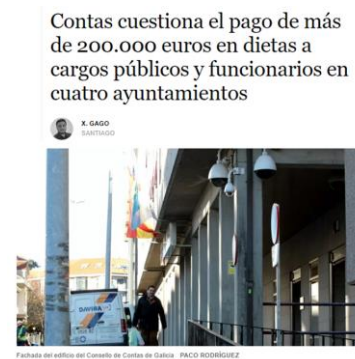 Contas cuestiona el pago de más
de 200.000 euros en dietas a
cargos públicos y funcionarios en
cuatro ayuntamientos
X. GAGO
SANTIAGO
Fachada del edificio del Consello de Contas de Galicia PACO RODRÍGUEZ